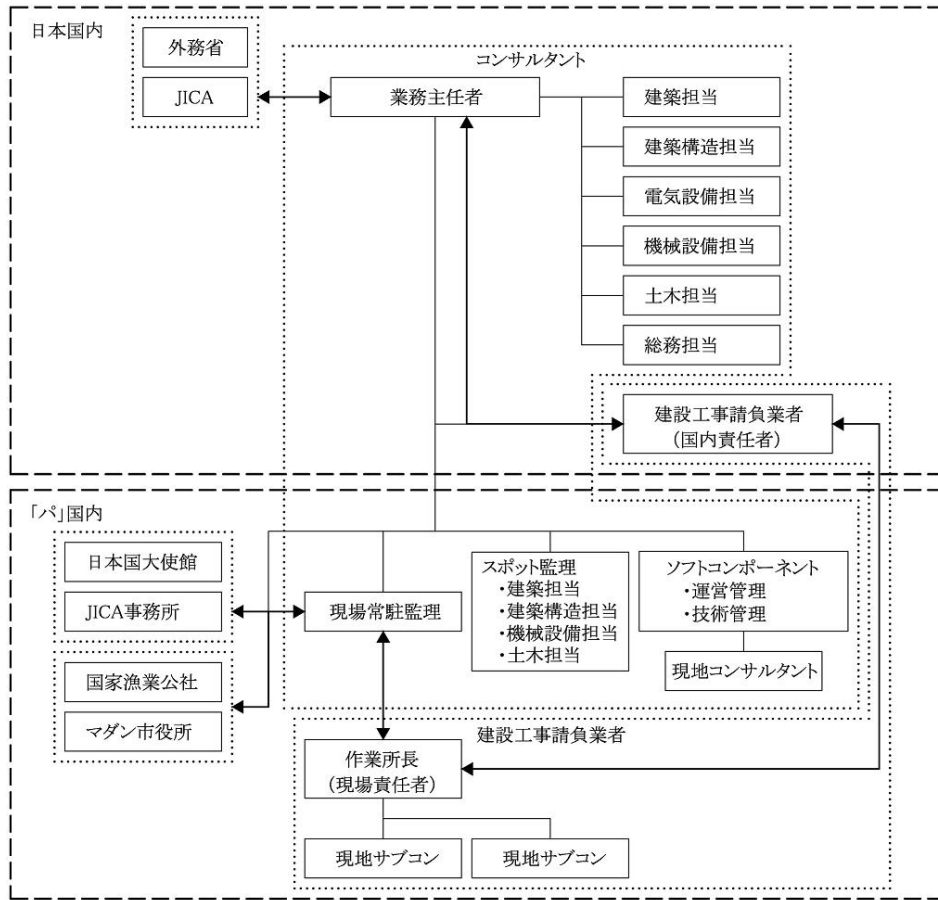 日本国内
外務省
JICA
コンサルタント
業務主任者
建築担当
建築構造担当
電気設備担当
機械設備担当
土木担当
総務担当
建設工事請負業者
（国内責任者）
「パ」国内
日本国大使館
JICA事務所
国家漁業公社
マダン市役所
現場常駐監理
スポット監理
・建築担当
・建築構造担当
・機械設備担当
・土木担当
ソフトコンポーネント
・運営管理
・技術管理
現地コンサルタント
建設工事請負業者
作業所長
（現場責任者）
現地サブコン
現地サブコン